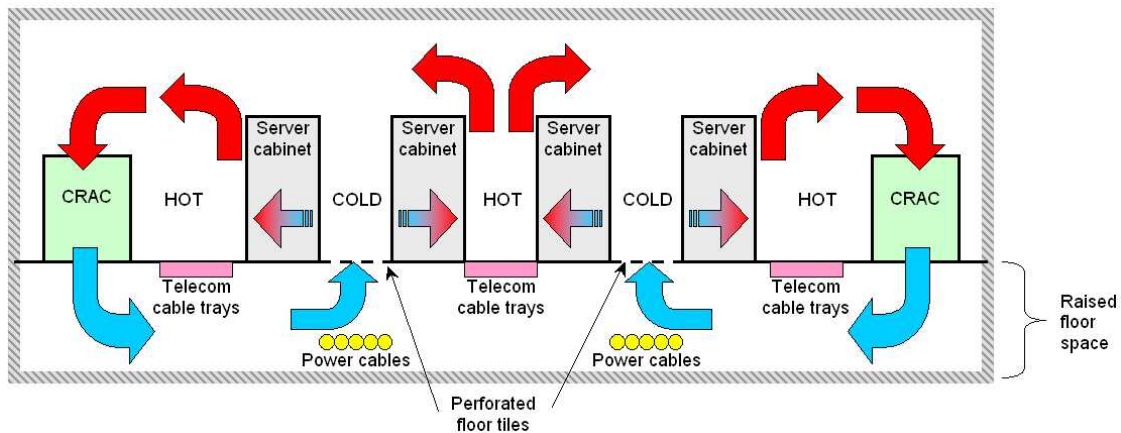 Server
cabinet
Server
cabinet
Server
cabinet
Server
cabinet
CRAC
HOT
COLD
HOT
COLD
HOT
CRAC
Telecom
cable trays
Telecom
cable trays
Telecom
cable trays
Power cables
Power cables
Raised
floor
space
Perforated
floor tiles